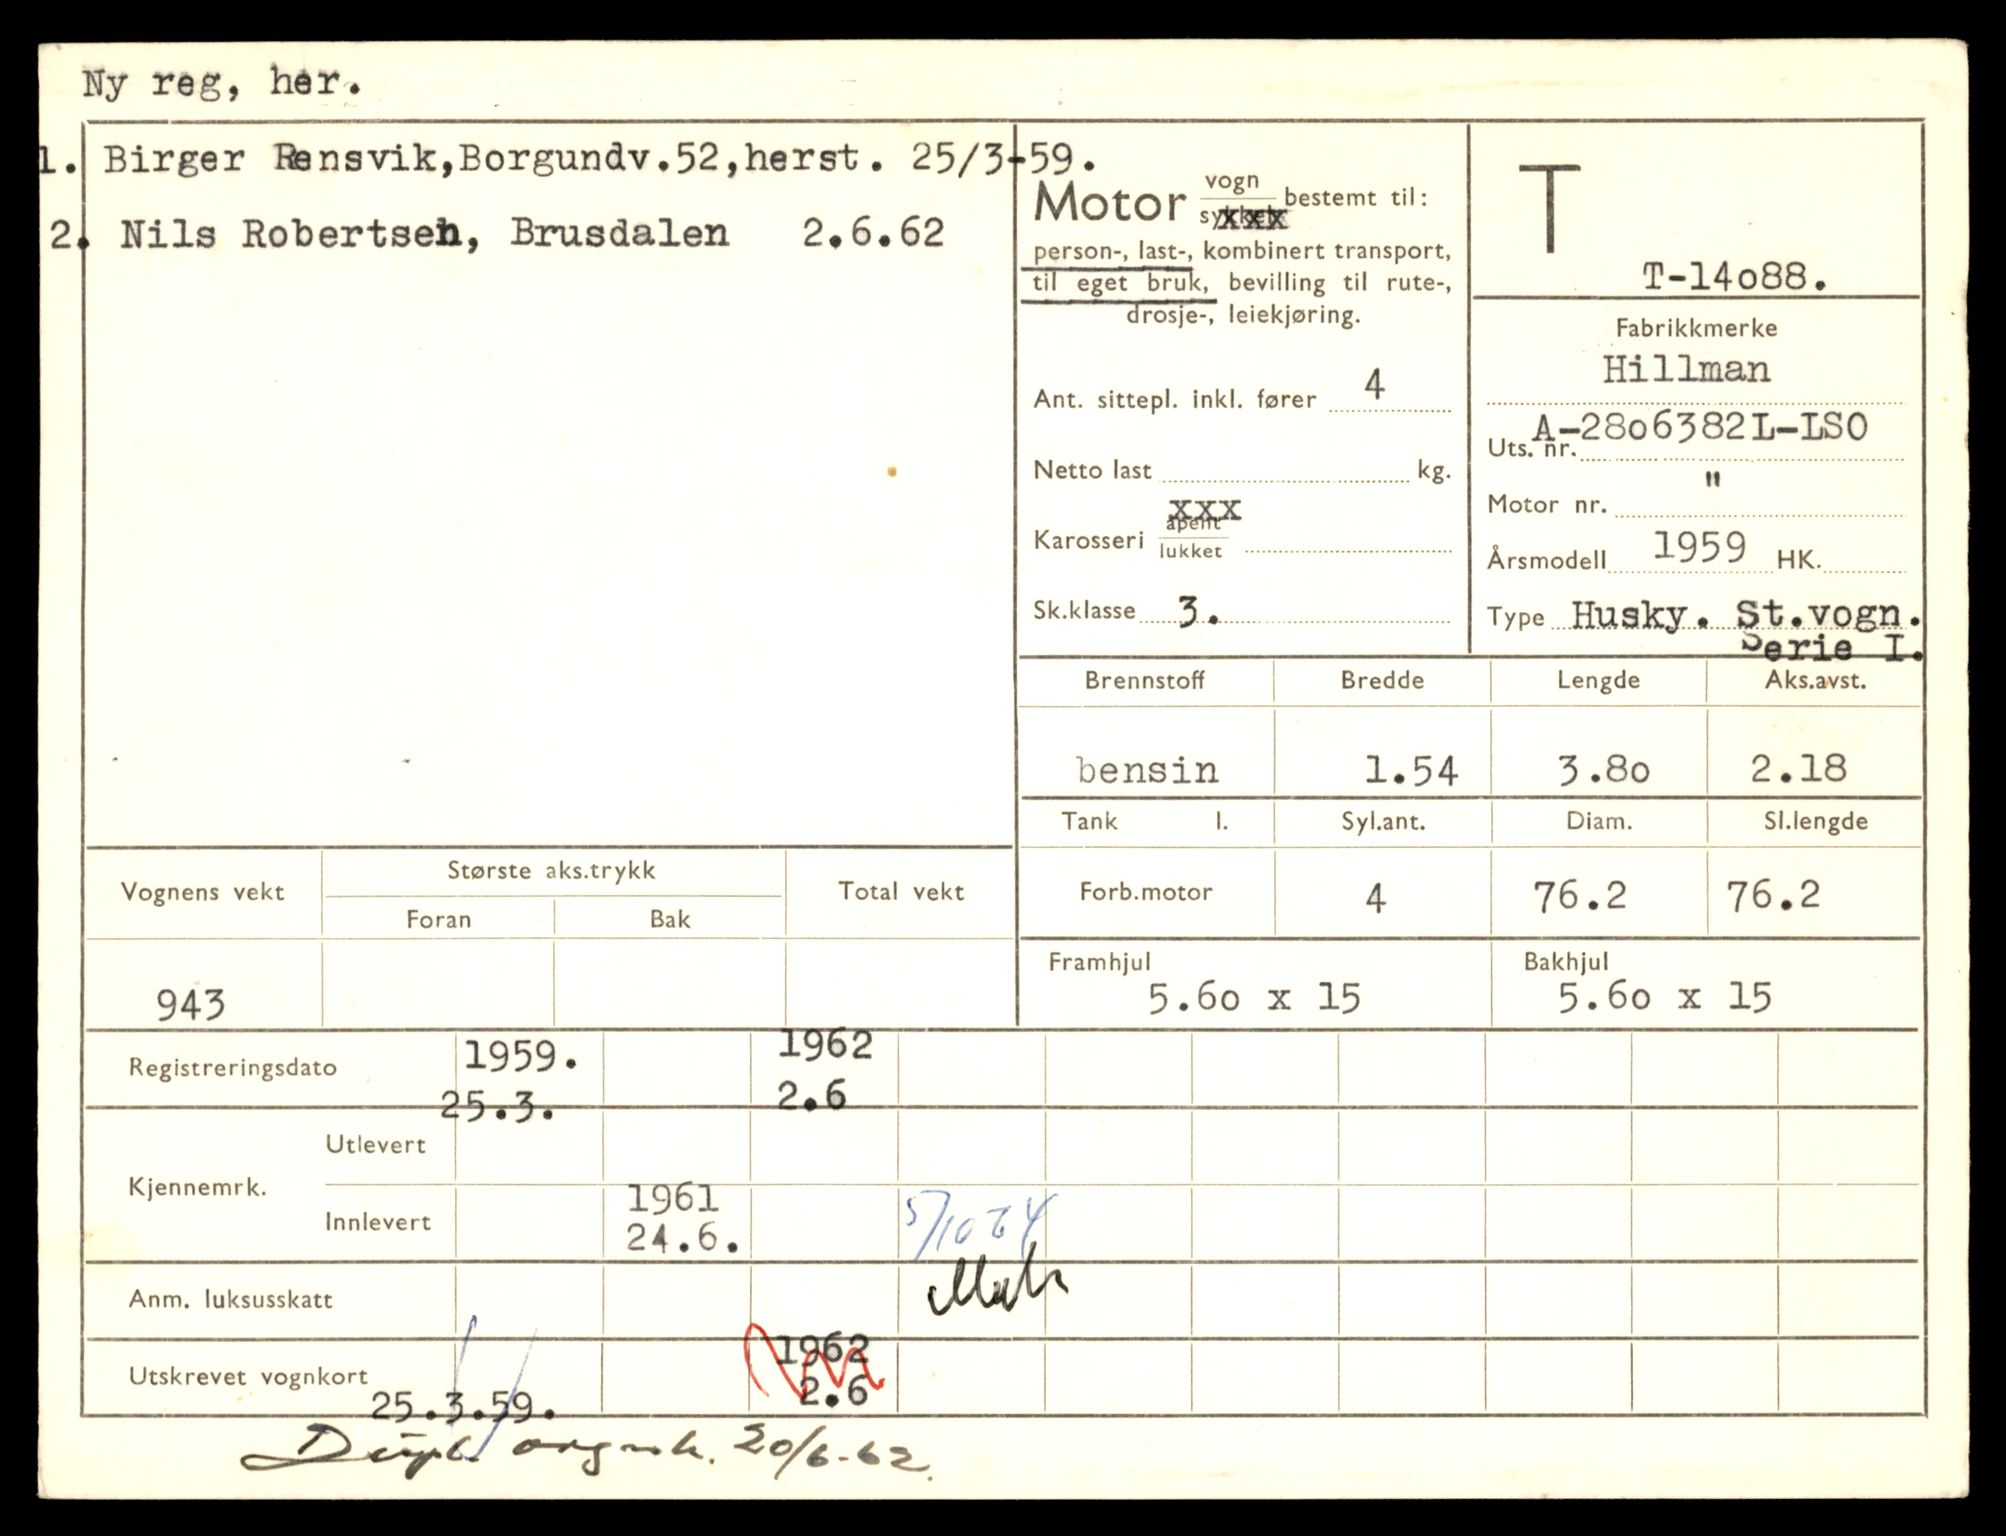 Ny reg, her.
1. Birger Rensvik,Borgundv.52,herst. 25/3-59.
2. Nils Robertsen, Brusdalen 2.6.62
Motor vogn bestemt til:
sykkel xxx
person-, last-, kombinert transport,
til eget bruk, bevilling til rute-,
drosje-, leiekjøring.
Ant. sittepl. inkl. fører 4
Netto last kg.
xxx
Karosseri åpent
lukket
Sk.klasse 3.
T
T-14o88.
Fabrikkmerke
Hillman
Uts. nr. A-28o6382L-LSO
Motor nr. "
Årsmodell 1959 HK.
Type Husky. St.vogn.
Serie I.
Brennstoff Bredde Lengde Aks.avst.
bensin 1.54 3.8o 2.18
Tank l. Syl.ant. Diam. Sl.lengde
Forb.motor 4 76.2 76.2
Framhjul Bakhjul
5.6o x 15 5.6o x 15
Vognens vekt Største aks.trykk Total vekt
Foran Bak
943
Registreringsdato 1959. 1962
25.3. 2.6
Kjennemrk.
Utlevert
Innlevert 1961
24.6. 5/10 64
Anm. luksusskatt
Utskrevet vognkort 1962
25.3.59. 2.6
Dupl. 20/6-62.